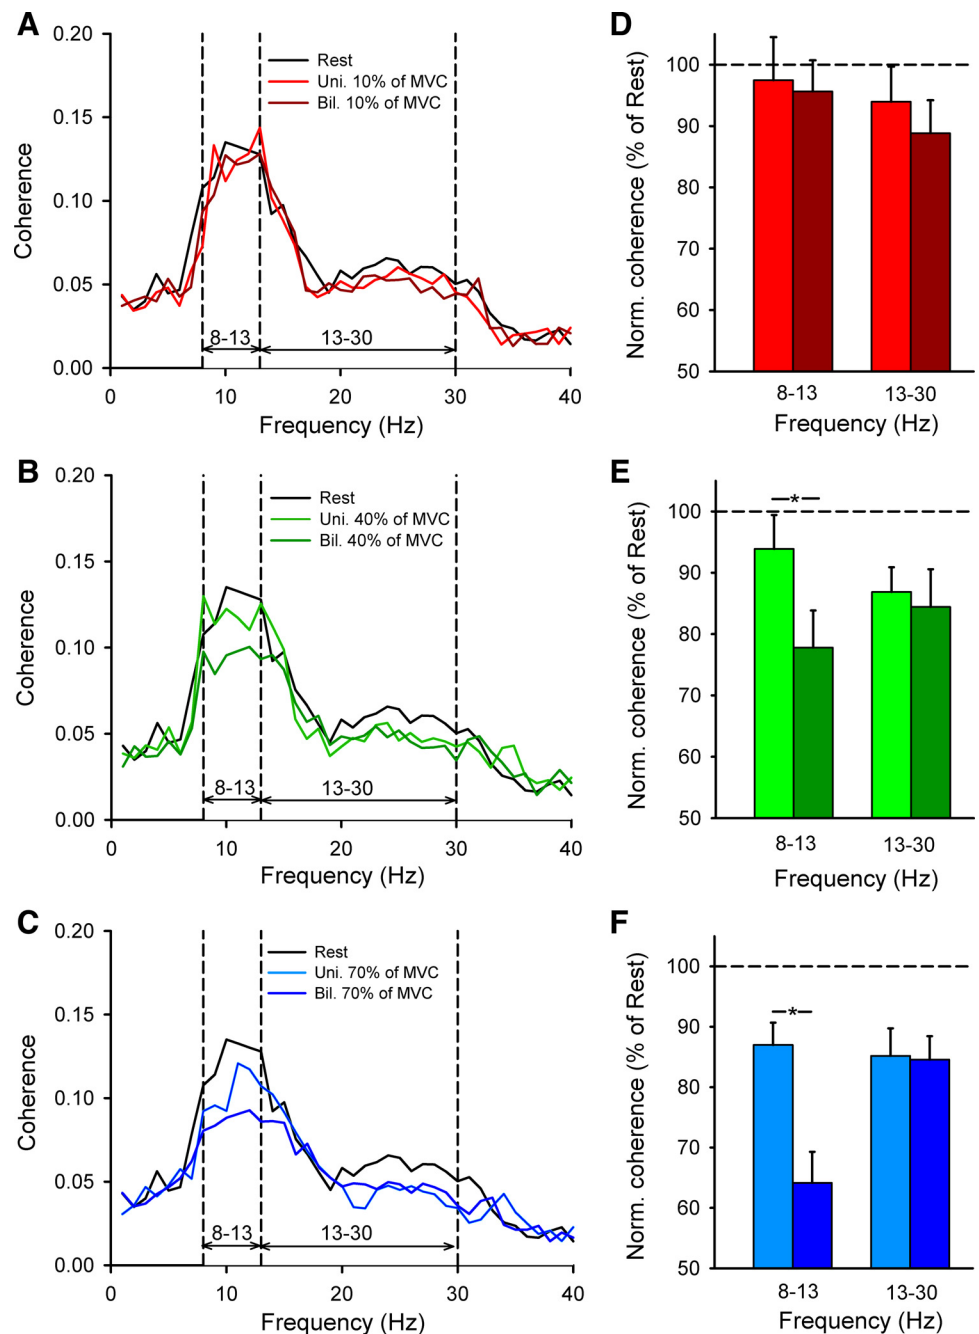 A
0.20
0.15
0.10
0.05
0.00
Coherence
Rest
Uni. 10% of MVC
Bil. 10% of MVC
8-13
13-30
0
10
20
30
40
Frequency (Hz)
D
100
90
80
70
60
50
Norm. coherence (% of Rest)
8-13
13-30
Frequency (Hz)
B
0.20
0.15
0.10
0.05
0.00
Coherence
Rest
Uni. 40% of MVC
Bil. 40% of MVC
8-13
13-30
0
10
20
30
40
Frequency (Hz)
E
100
90
80
70
60
50
Norm. coherence (% of Rest)
*
8-13
13-30
Frequency (Hz)
C
0.20
0.15
0.10
0.05
0.00
Coherence
Rest
Uni. 70% of MVC
Bil. 70% of MVC
8-13
13-30
0
10
20
30
40
Frequency (Hz)
F
100
90
80
70
60
50
Norm. coherence (% of Rest)
*
8-13
13-30
Frequency (Hz)